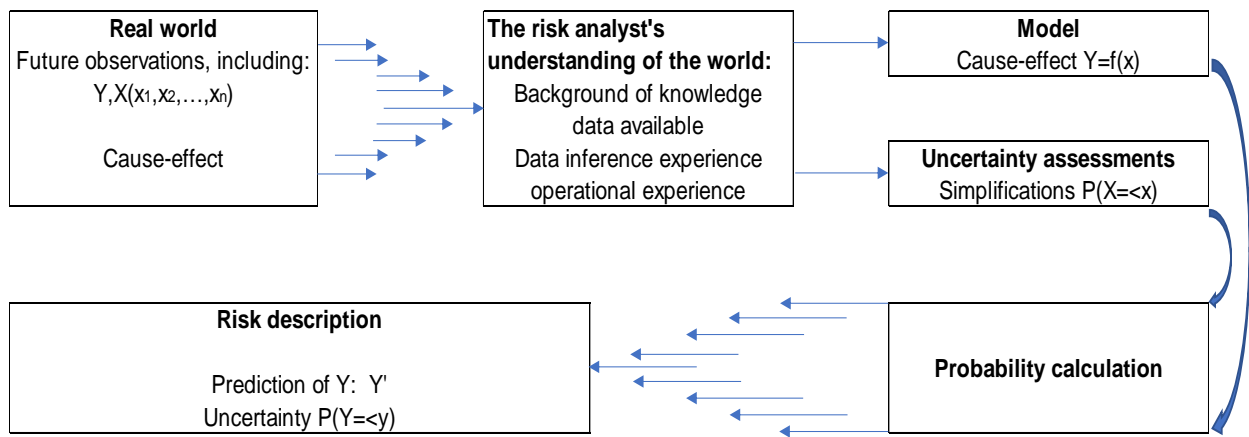 Real world
Future observations, including:
Y,X(x1,x2,…,xn)
Cause-effect
The risk analyst's
understanding of the world:
Background of knowledge
data available
Data inference experience
operational experience
Model
Cause-effect Y=f(x)
Uncertainty assessments
Simplifications P(X=<x)
Risk description
Prediction of Y: Y'
Uncertainty P(Y=<y)
Probability calculation